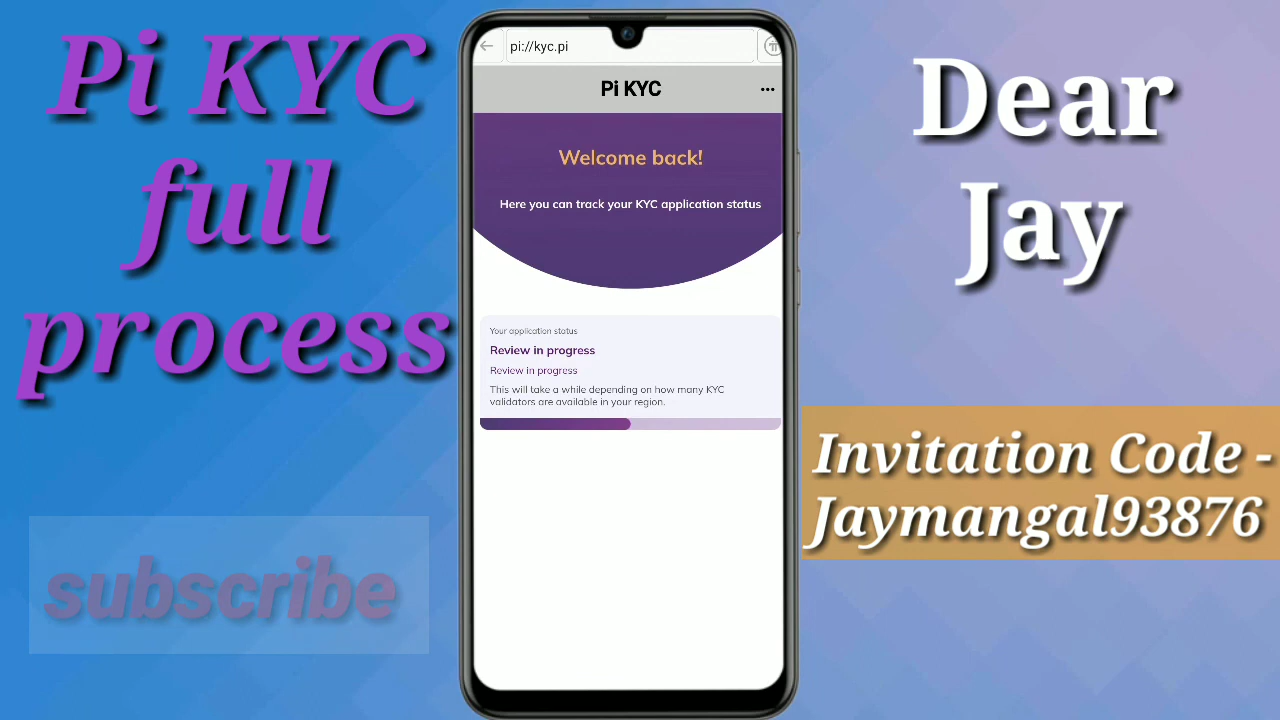 Pi KYC
full
process
subscribe
pi://kyc.pi
Pi KYC
Welcome back!
Here you can track your KYC application status
Your application status
Review in progress
Review in progress
This will take a while depending on how many KYC
validators are available in your region.
Dear
Jay
Invitation Code -
Jaymangal93876